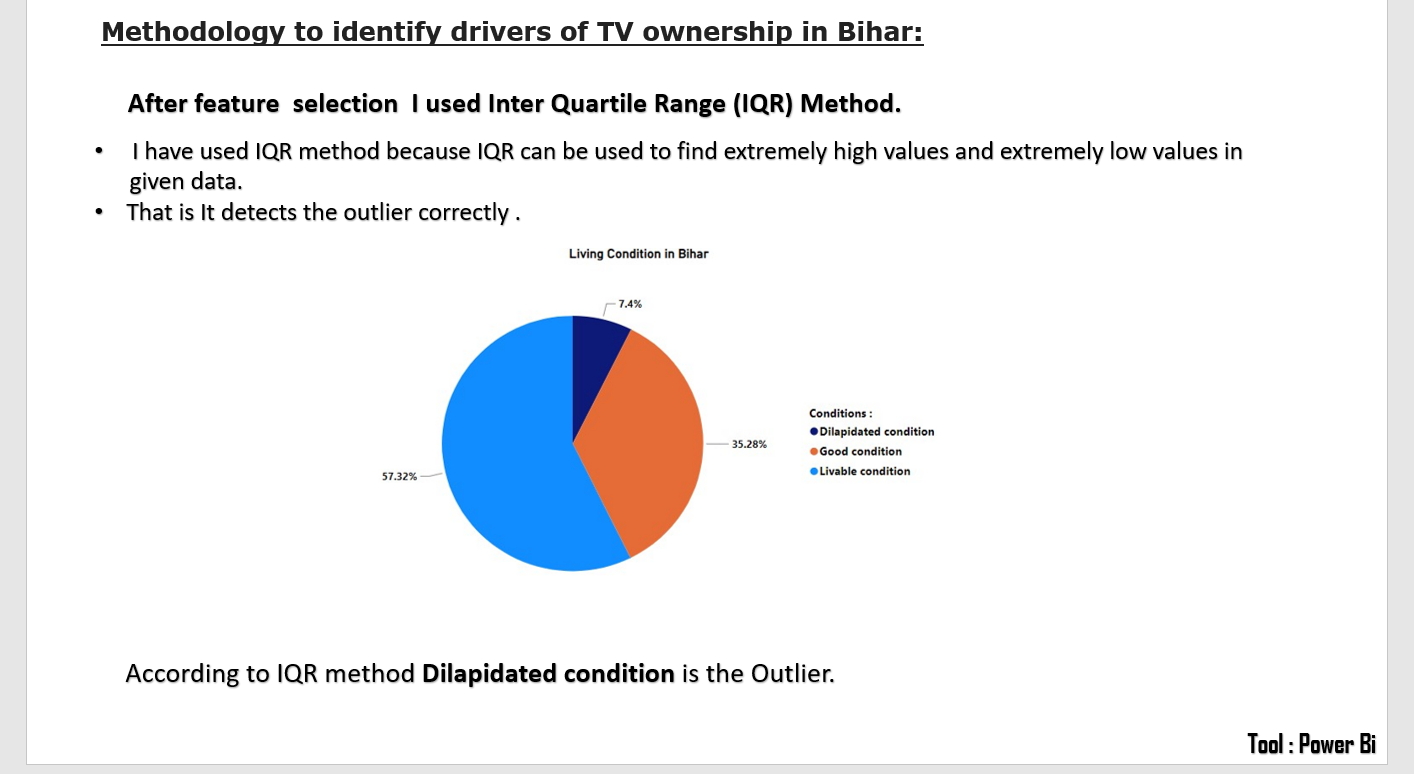 Methodology to identify drivers of TV ownership in Bihar:
After feature selection I used Inter Quartile Range (IQR) Method.
• I have used IQR method because IQR can be used to find extremely high values and extremely low values in
given data.
• That is It detects the outlier correctly .
Living Condition in Bihar
7.4%
35.28%
57.32%
Conditions :
Dilapidated condition
Good condition
Livable condition
According to IQR method Dilapidated condition is the Outlier.
Tool : Power Bi